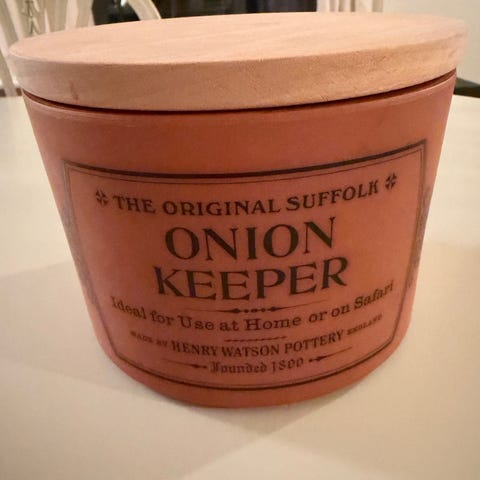 THE ORIGINAL SUFFOLK
ONION
KEEPER
Ideal for Use at Home or on Safari
MADE BY HENRY WATSON POTTERY ENGLAND
Founded 1800